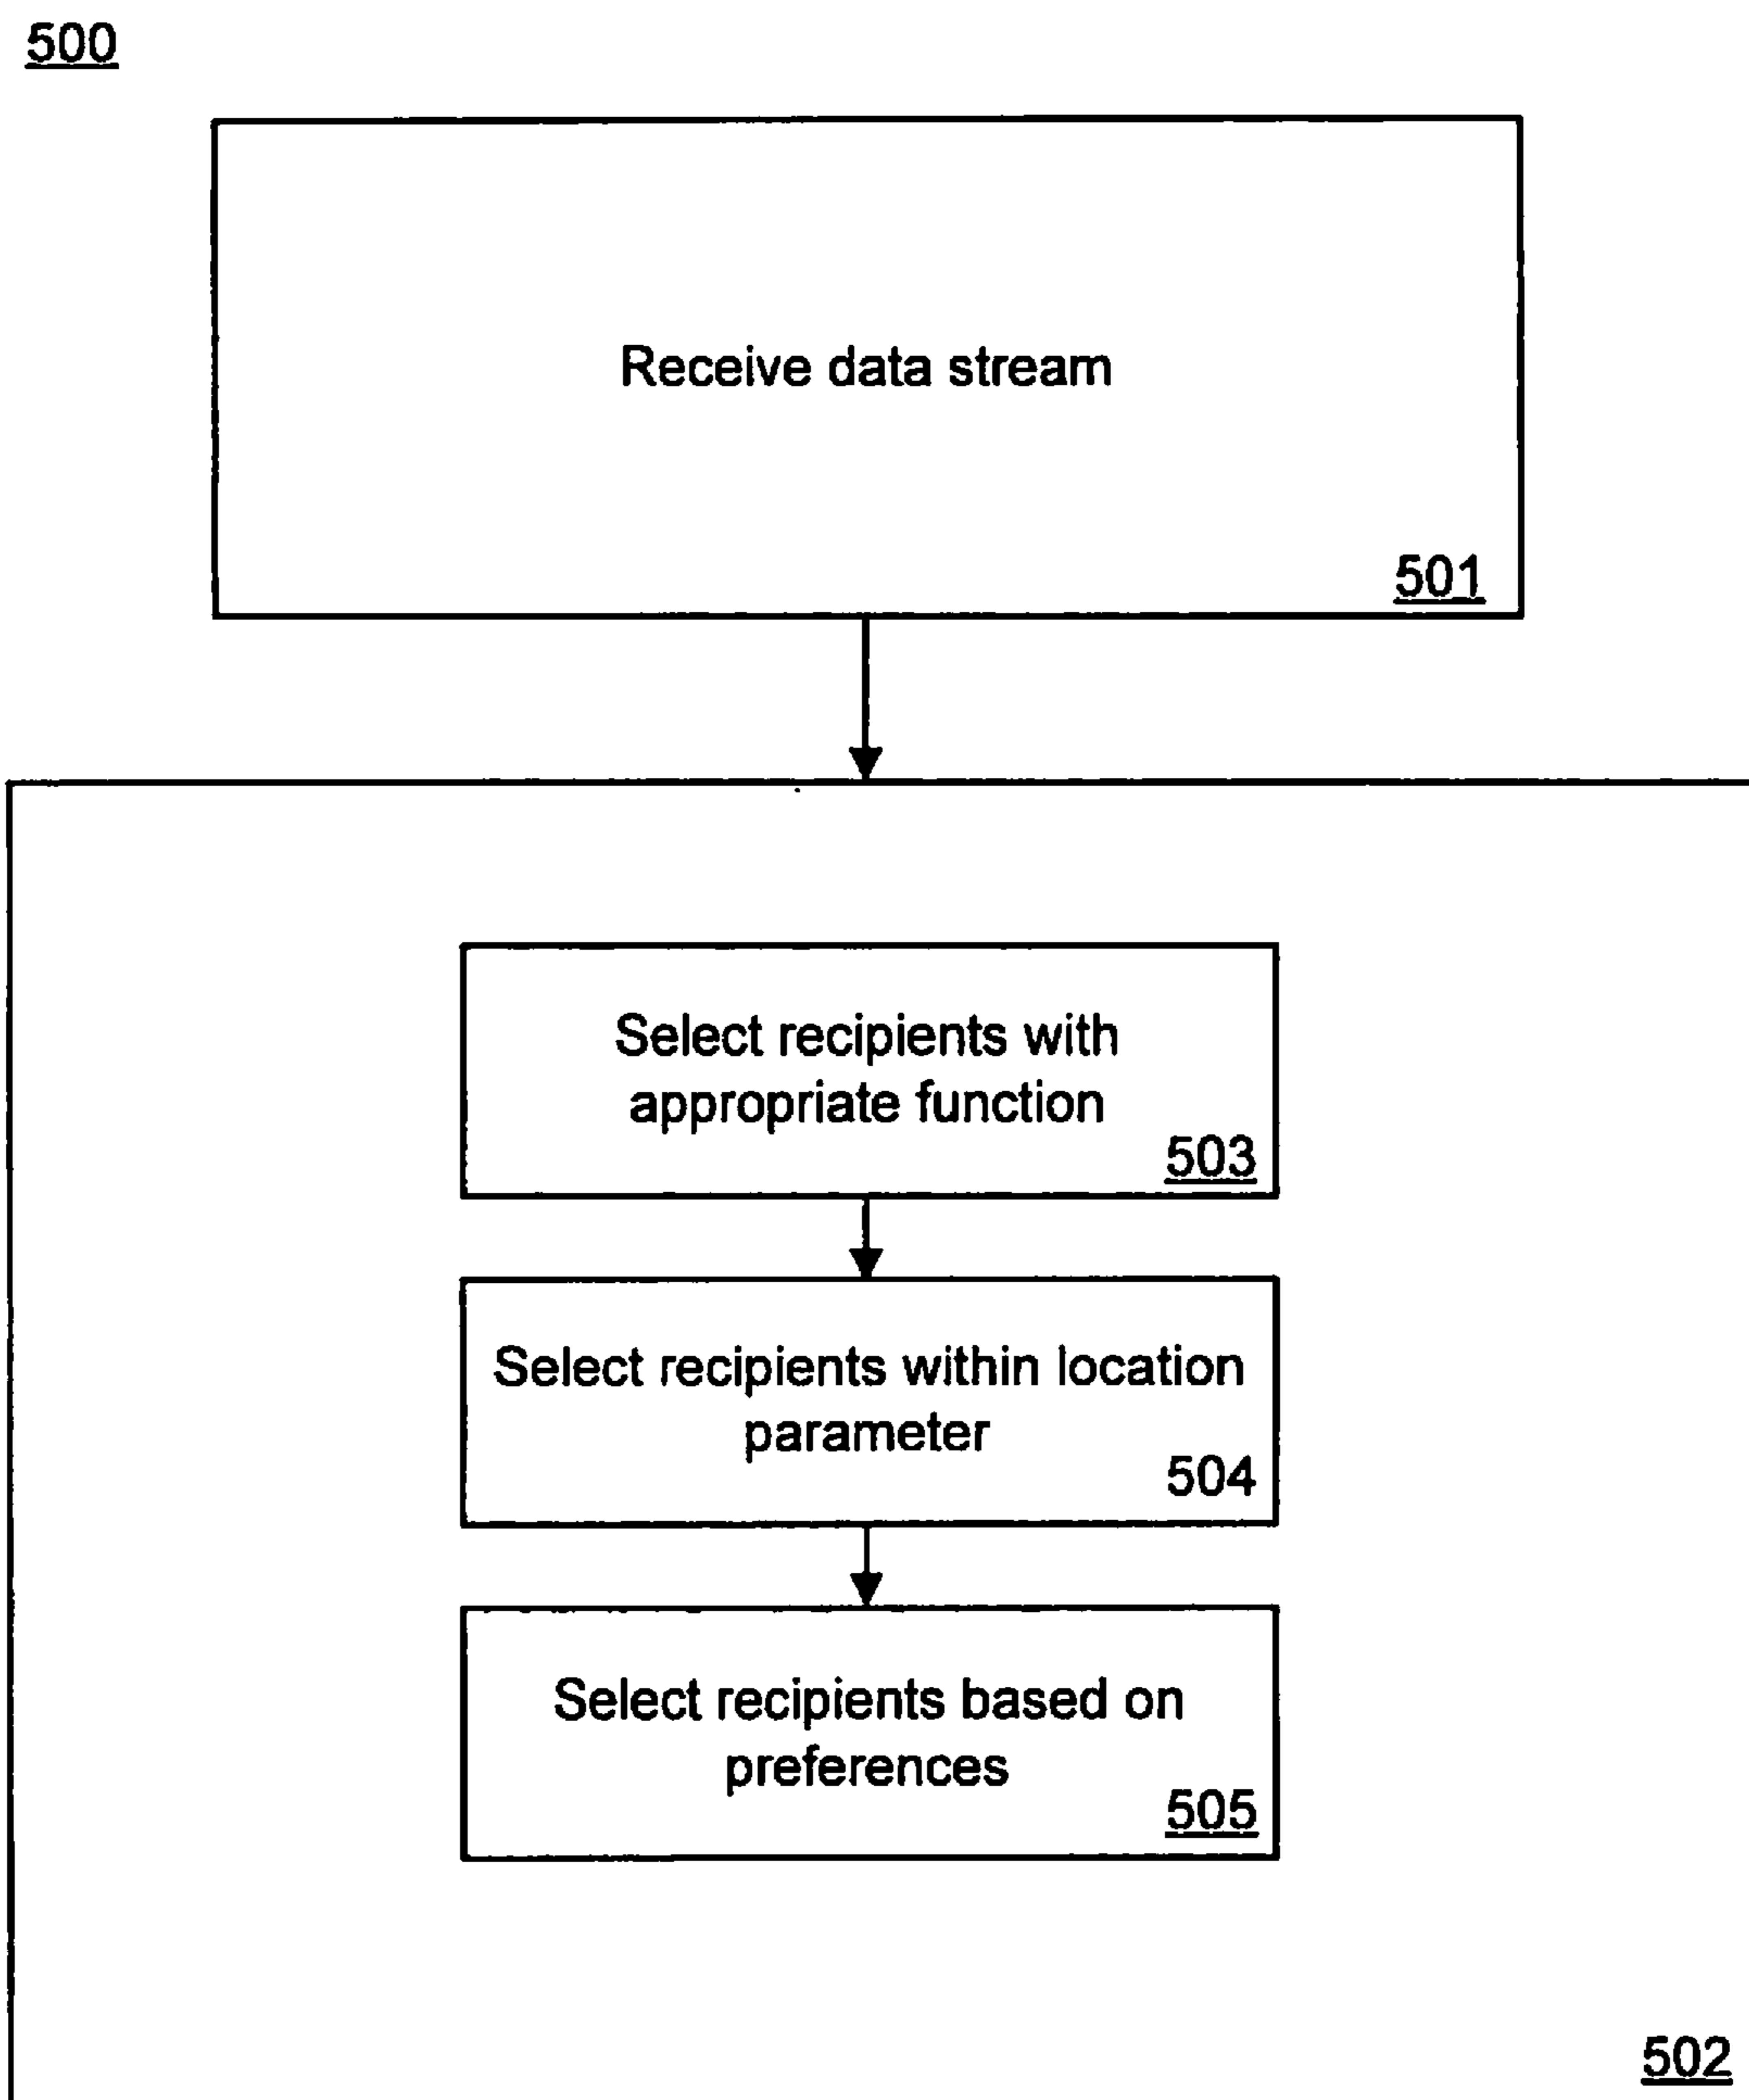 500
Receive data stream
501
Select recipients with
appropriate function
503
Select recipients within location
parameter
504
Select recipients based on
preferences
505
502